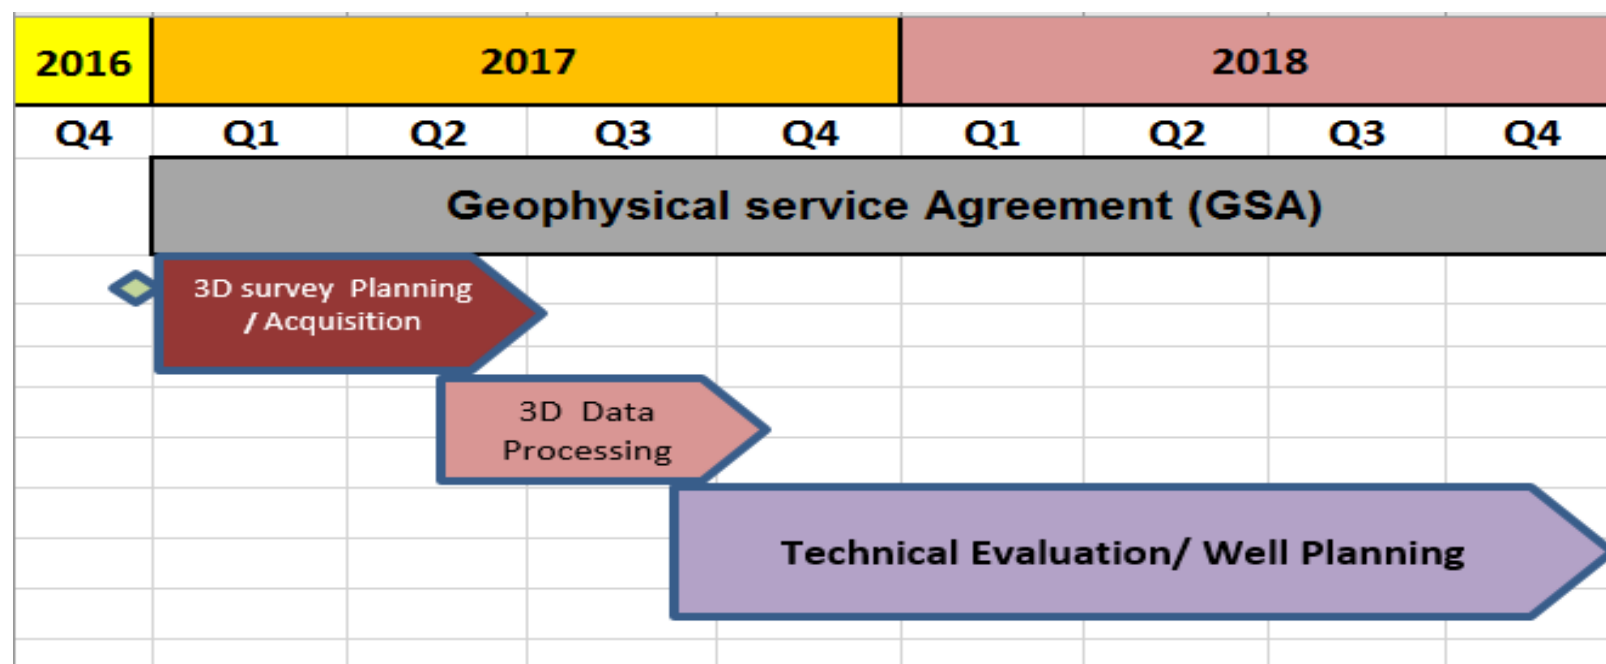 2016 2017 2018
Q4 Q1 Q2 Q3 Q4 Q1 Q2 Q3 Q4
Geophysical service Agreement (GSA)
3D survey Planning
/ Acquisition
3D Data
Processing
Technical Evaluation/ Well Planning